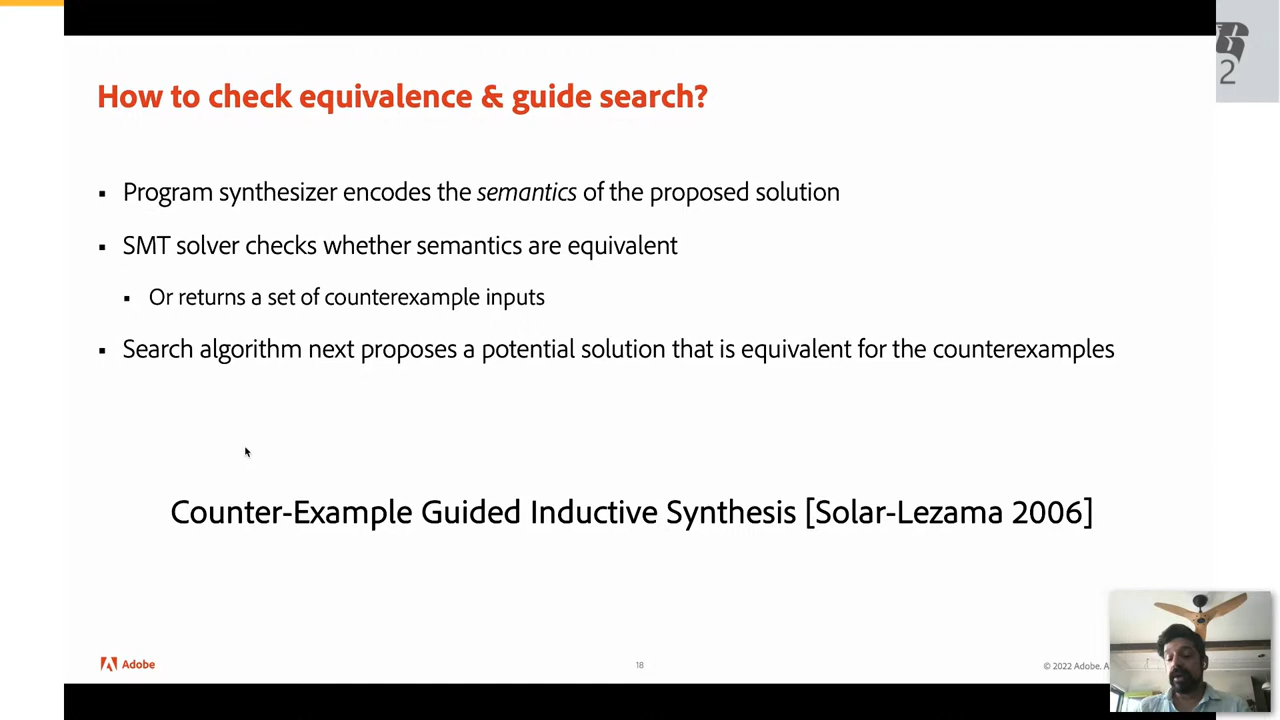 How to check equivalence & guide search?
▪ Program synthesizer encodes the semantics of the proposed solution
▪ SMT solver checks whether semantics are equivalent
▪ Or returns a set of counterexample inputs
▪ Search algorithm next proposes a potential solution that is equivalent for the counterexamples
Counter-Example Guided Inductive Synthesis [Solar-Lezama 2006]
Adobe
18
© 2022 Adobe. A
2